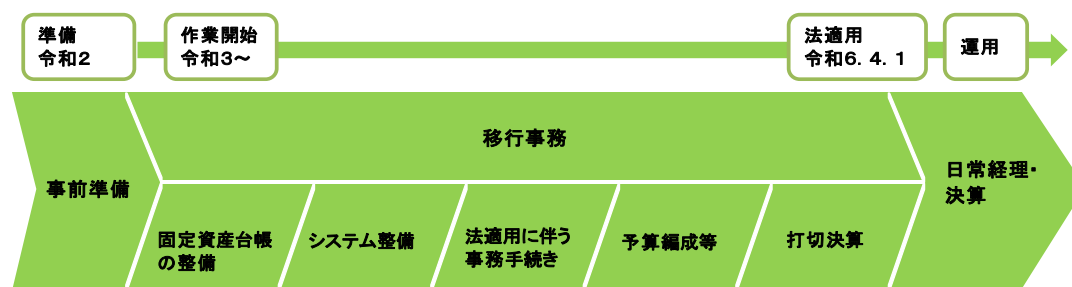 準備
令和2
作業開始
令和3~
法適用
令和6.4.1
運用
事前準備
移行事務
固定資産台帳
の整備
システム整備
法適用に伴う
事務手続き
予算編成等
打切決算
日常経理・
決算